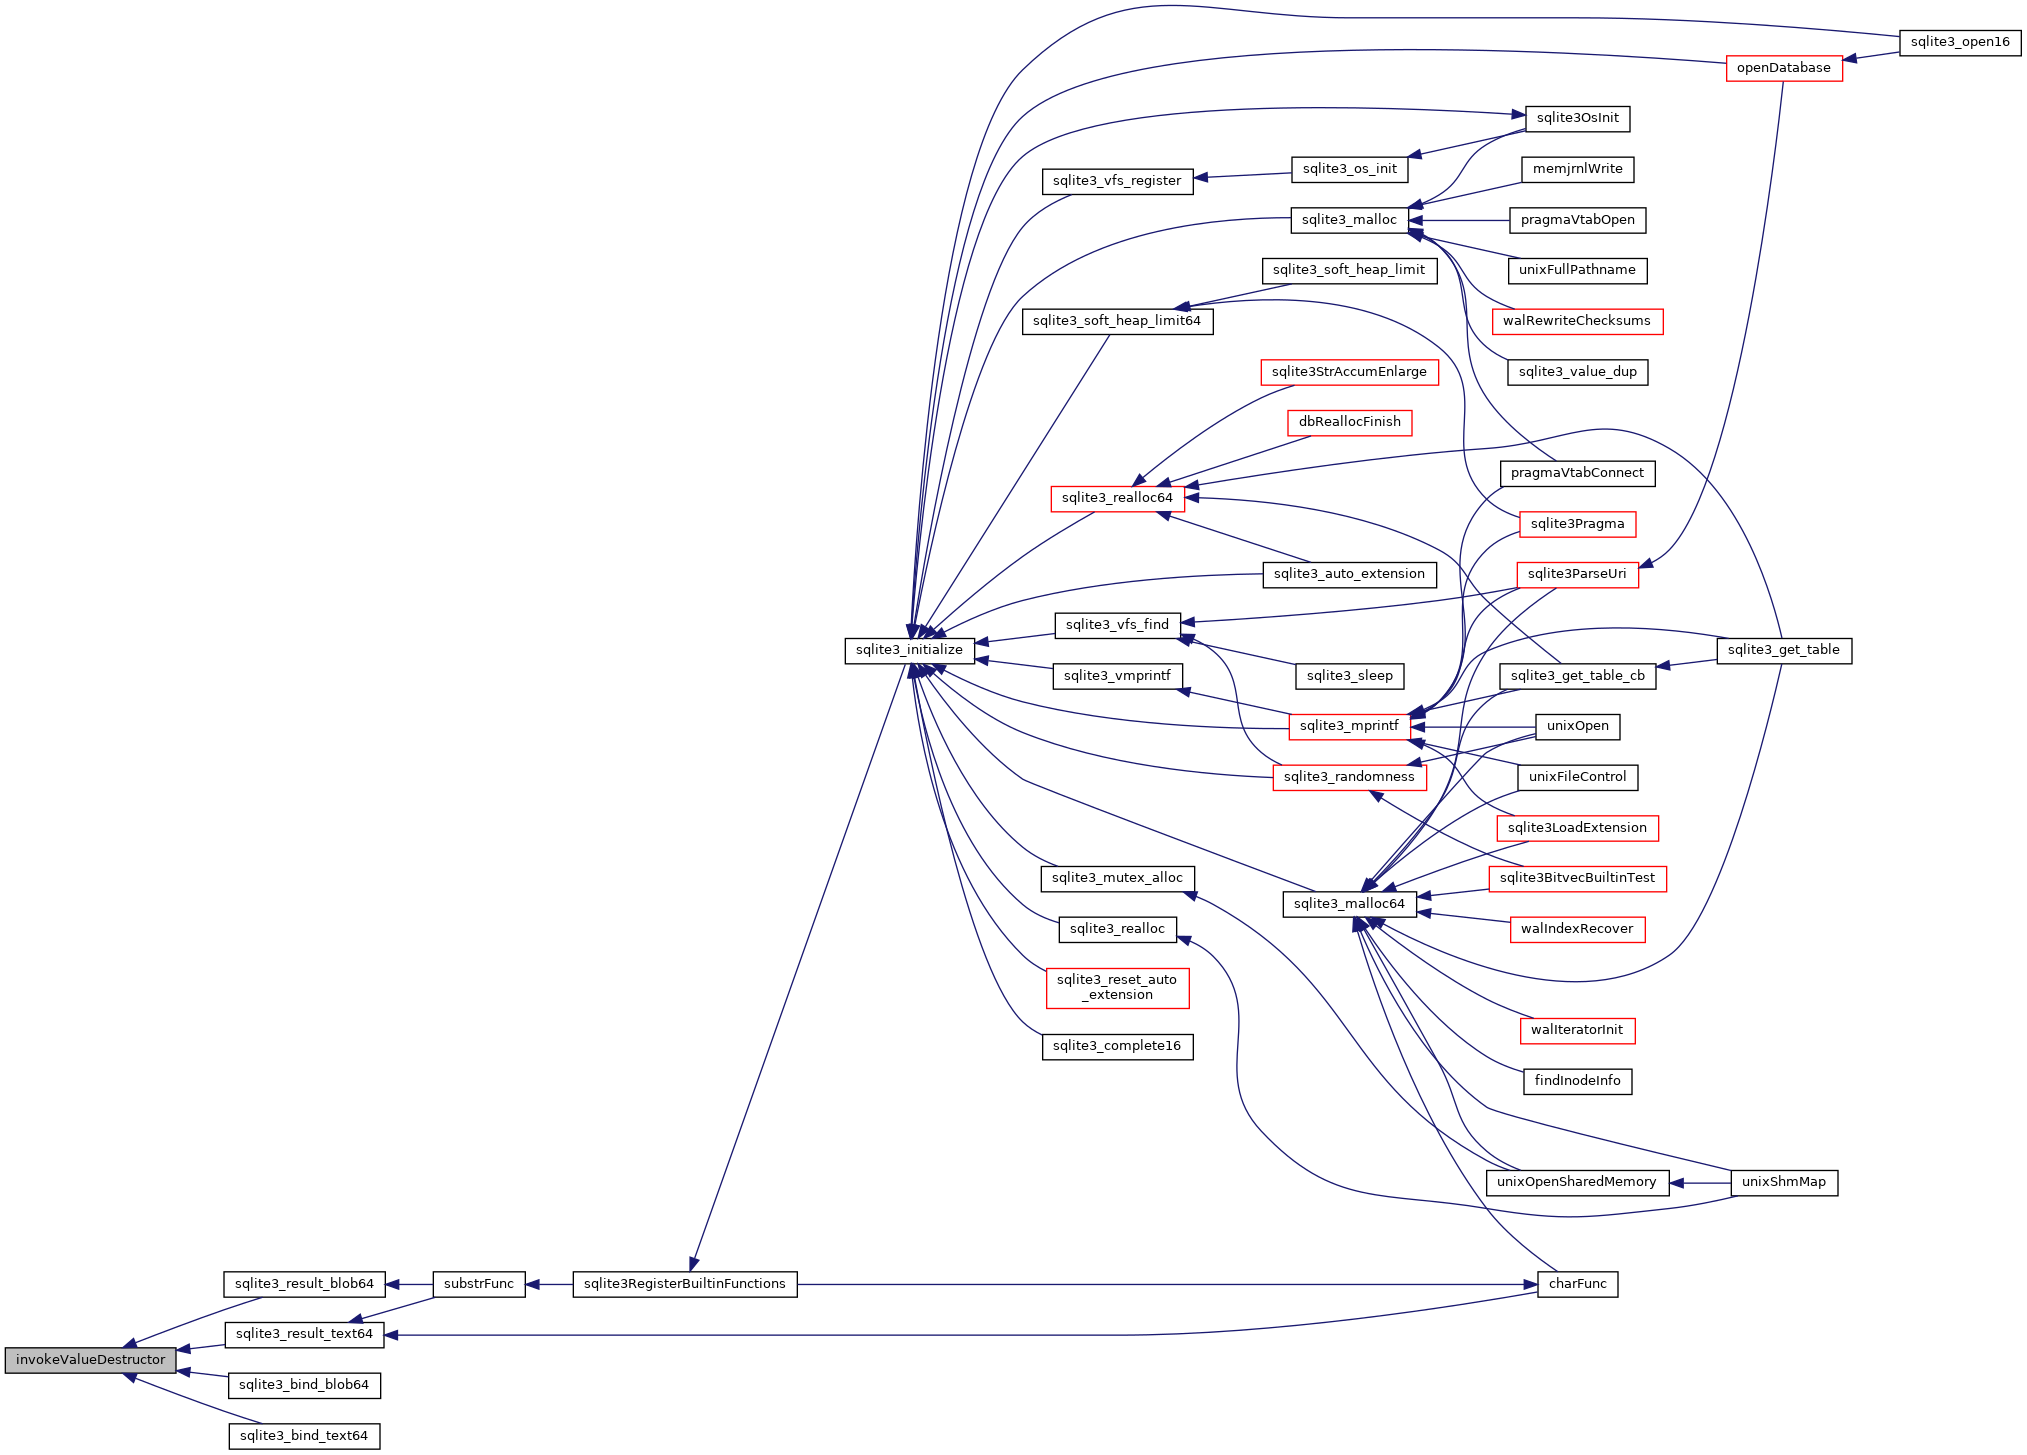 sqlite3_open16
openDatabase
sqlite3OsInit
sqlite3_os_init
memjrnlWrite
sqlite3_vfs_register
sqlite3_malloc
pragmaVtabOpen
sqlite3_soft_heap_limit
unixFullPathname
sqlite3_soft_heap_limit64
walRewriteChecksums
sqlite3StrAccumEnlarge
sqlite3_value_dup
dbReallocFinish
pragmaVtabConnect
sqlite3_realloc64
sqlite3Pragma
sqlite3_auto_extension
sqlite3ParseUri
sqlite3_vfs_find
sqlite3_initialize
sqlite3_get_table
sqlite3_vmprintf
sqlite3_sleep
sqlite3_get_table_cb
sqlite3_mprintf
unixOpen
sqlite3_randomness
unixFileControl
sqlite3LoadExtension
sqlite3_mutex_alloc
sqlite3BitvecBuiltinTest
sqlite3_malloc64
sqlite3_realloc
walIndexRecover
sqlite3_reset_auto
_extension
walIteratorInit
sqlite3_complete16
findInodeInfo
unixOpenSharedMemory
unixShmMap
sqlite3_result_blob64
substrFunc
sqlite3RegisterBuiltinFunctions
charFunc
sqlite3_result_text64
invokeValueDestructor
sqlite3_bind_blob64
sqlite3_bind_text64